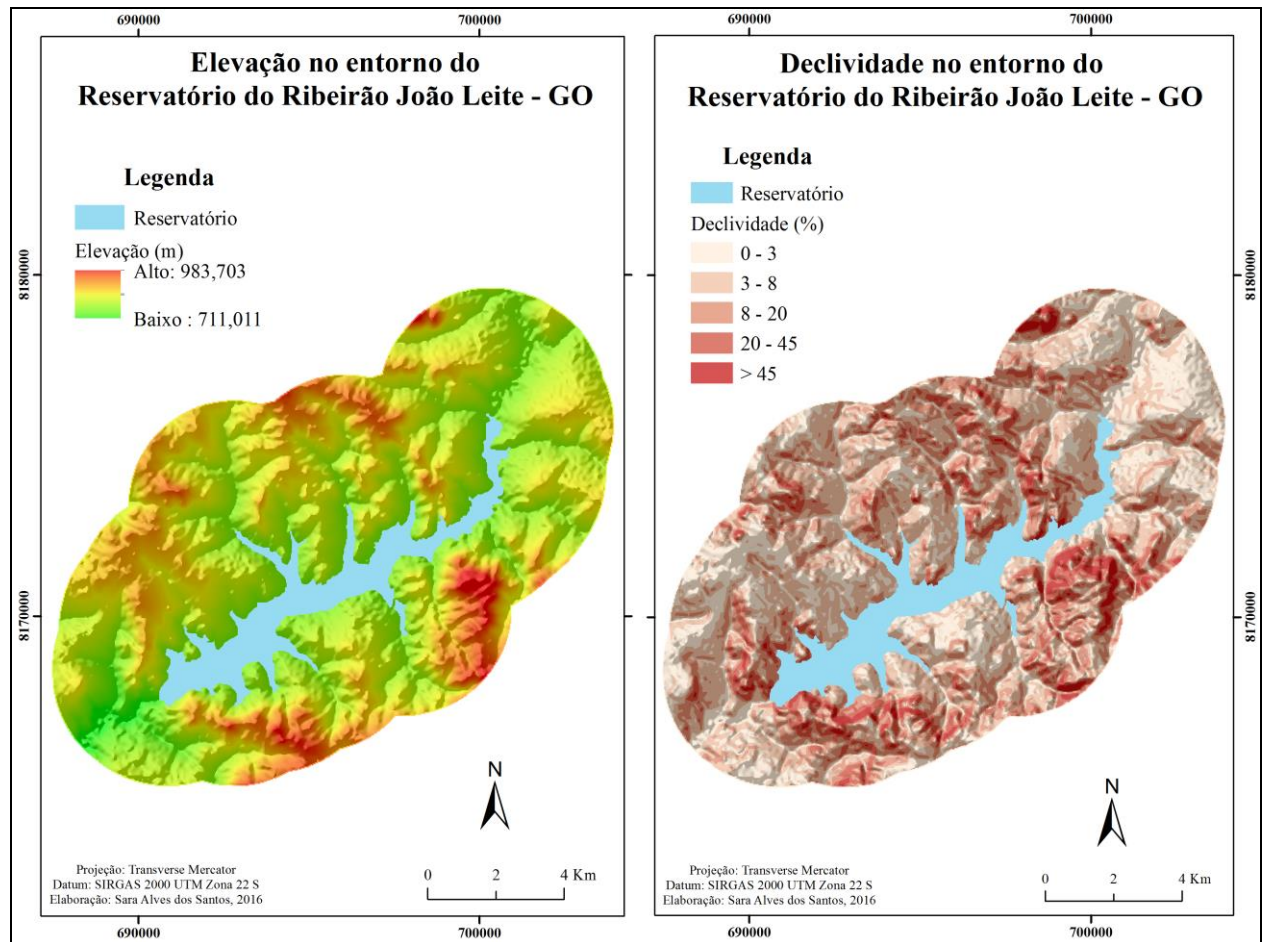 690000
700000
Elevação no entorno do
Reservatório do Ribeirão João Leite - GO
Legenda
Reservatório
Elevação (m)
Alto: 983,703
Baixo : 711,011
8180000
8170000
N
0 2 4 Km
Projeção: Transverse Mercator
Datum: SIRGAS 2000 UTM Zona 22 S
Elaboração: Sara Alves dos Santos, 2016
690000
700000
690000
700000
Declividade no entorno do
Reservatório do Ribeirão João Leite - GO
Legenda
Reservatório
Declividade (%)
0 - 3
3 - 8
8 - 20
20 - 45
> 45
8180000
8170000
N
0 2 4 Km
Projeção: Transverse Mercator
Datum: SIRGAS 2000 UTM Zona 22 S
Elaboração: Sara Alves dos Santos, 2016
690000
700000